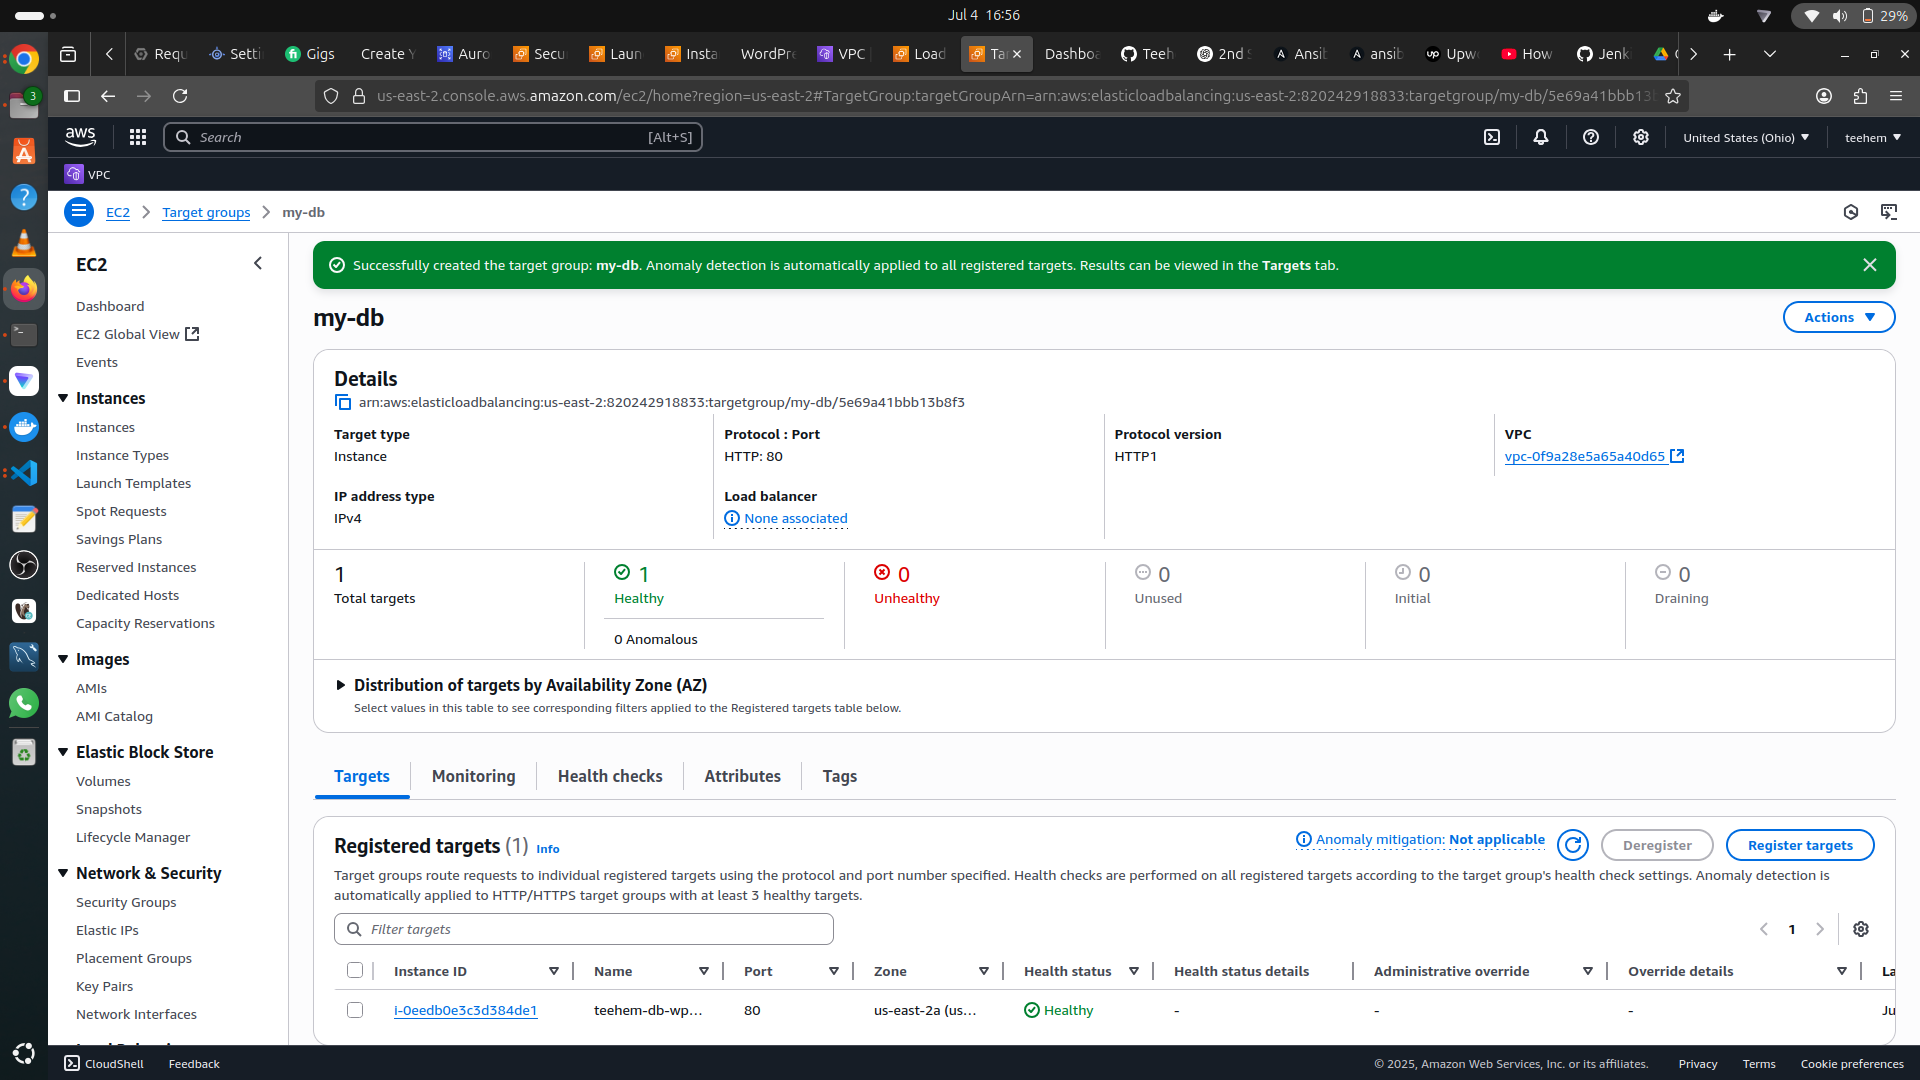 Jul 4 16:56
29%
Requ
Setti
Gigs
Create Y
Auro
Secu
Laun
Insta
WordPre
VPC |
Load
Ta
Dashboa
Teeh
2nd S
Ansib
ansib
Upwo
How
Jenki
3
us-east-2.console.aws.amazon.com/ec2/home?region=us-east-2#TargetGroup:targetGroupArn=arn:aws:elasticloadbalancing:us-east-2:820242918833:targetgroup/my-db/5e69a41bbb13
aws
Search
[Alt+S]
United States (Ohio)
teehem
VPC
EC2
Target groups
my-db
EC2
Dashboard
EC2 Global View
Events
Instances
Instances
Instance Types
Launch Templates
Spot Requests
Savings Plans
Reserved Instances
Dedicated Hosts
Capacity Reservations
Images
AMIs
AMI Catalog
Elastic Block Store
Volumes
Snapshots
Lifecycle Manager
Network & Security
Security Groups
Elastic IPs
Placement Groups
Key Pairs
Network Interfaces
Successfully created the target group: my-db. Anomaly detection is automatically applied to all registered targets. Results can be viewed in the Targets tab.
my-db
Actions
Details
arn:aws:elasticloadbalancing:us-east-2:820242918833:targetgroup/my-db/5e69a41bbb13b8f3
Target type
Instance
Protocol : Port
HTTP: 80
Protocol version
HTTP1
VPC
vpc-0f9a28e5a65a40d65
IP address type
IPv4
Load balancer
None associated
1
Total targets
1
Healthy
0 Anomalous
0
Unhealthy
0
Unused
0
Initial
0
Draining
Distribution of targets by Availability Zone (AZ)
Select values in this table to see corresponding filters applied to the Registered targets table below.
Targets
Monitoring
Health checks
Attributes
Tags
Registered targets (1) Info
Anomaly mitigation: Not applicable
Deregister
Register targets
Target groups route requests to individual registered targets using the protocol and port number specified. Health checks are performed on all registered targets according to the target group's health check settings. Anomaly detection is
automatically applied to HTTP/HTTPS target groups with at least 3 healthy targets.
Filter targets
1
Instance ID
Name
Port
Zone
Health status
Health status details
Administrative override
Override details
La
i-0eedb0e3c3d384de1
teehem-db-wp...
80
us-east-2a (us...
Healthy
-
-
-
Ju
CloudShell
Feedback
© 2025, Amazon Web Services, Inc. or its affiliates.
Privacy
Terms
Cookie preferences